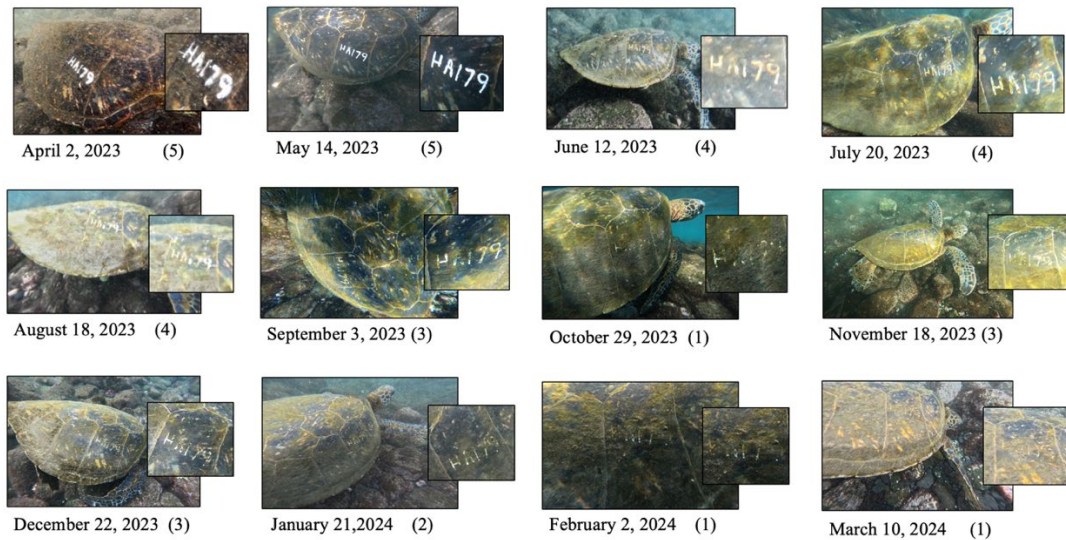 HA179 HA179 HA179 HA179 HA179 HA179 HA179 HA179
April 2, 2023 (5) May 14, 2023 (5) June 12, 2023 (4) July 20, 2023 (4)
HA179 HA179 HA179
August 18, 2023 (4) September 3, 2023 (3) October 29, 2023 (1) November 18, 2023 (3)
HA179 HA179
December 22, 2023 (3) January 21,2024 (2) February 2, 2024 (1) March 10, 2024 (1)